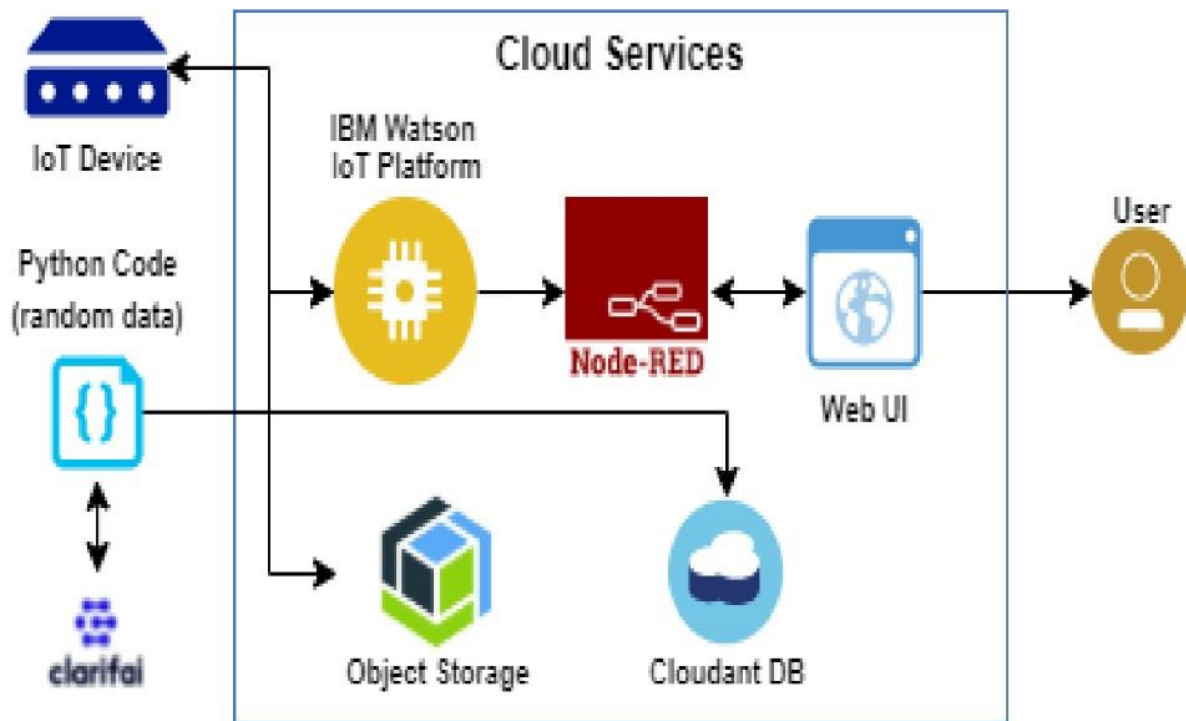 Cloud Services
IoT Device
IBM Watson
IoT Platform
User
Python Code
(random data)
{}
Node-RED
Web UI
clarifai
Object Storage
Cloudant DB